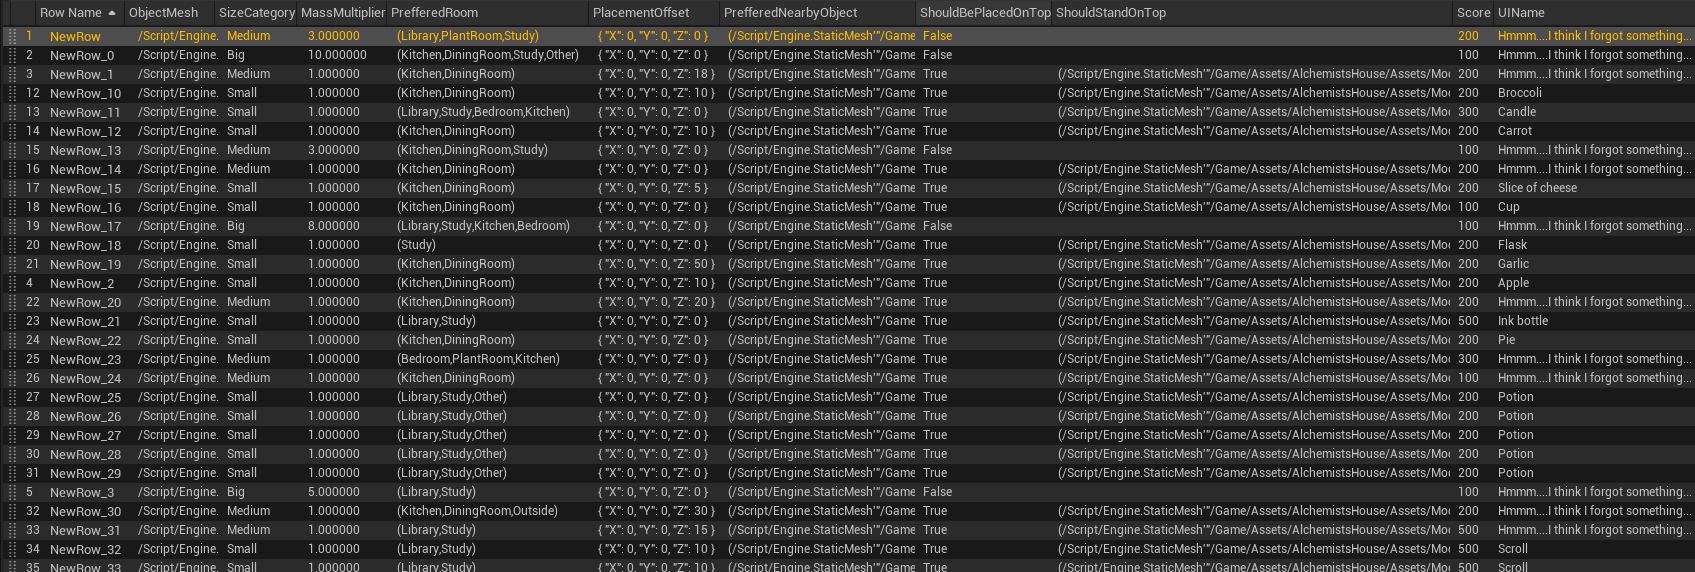 Row Name ObjectMesh SizeCategory MassMultiplier PrefferedRoom PlacementOffset PrefferedNearbyObject ShouldBePlacedOnTop ShouldStandOnTop Score UIName
1 NewRow /Script/Engine. Medium 3.000000 (Library,PlantRoom,Study) { "X": 0, "Y": 0, "Z": 0 } (/Script/Engine.StaticMesh'"/Game False 200 Hmmm....I think I forgot something...
2 NewRow_0 /Script/Engine. Big 10.000000 (Kitchen,DiningRoom,Study,Other) { "X": 0, "Y": 0, "Z": 0 } (/Script/Engine.StaticMesh'"/Game False 100 Hmmm....I think I forgot something...
3 NewRow_1 /Script/Engine. Medium 1.000000 (Kitchen,DiningRoom) { "X": 0, "Y": 0, "Z": 18 } (/Script/Engine.StaticMesh'"/Game True (/Script/Engine.StaticMesh'"/Game/Assets/AlchemistsHouse/Assets/Mo 200 Hmmm....I think I forgot something...
12 NewRow_10 /Script/Engine. Small 1.000000 (Kitchen,DiningRoom) { "X": 0, "Y": 0, "Z": 10 } (/Script/Engine.StaticMesh'"/Game True (/Script/Engine.StaticMesh'"/Game/Assets/AlchemistsHouse/Assets/Mo 200 Broccoli
13 NewRow_11 /Script/Engine. Small 1.000000 (Library,Study,Bedroom,Kitchen) { "X": 0, "Y": 0, "Z": 0 } (/Script/Engine.StaticMesh'"/Game True (/Script/Engine.StaticMesh'"/Game/Assets/AlchemistsHouse/Assets/Mo 300 Candle
14 NewRow_12 /Script/Engine. Small 1.000000 (Kitchen,DiningRoom) { "X": 0, "Y": 0, "Z": 10 } (/Script/Engine.StaticMesh'"/Game True (/Script/Engine.StaticMesh'"/Game/Assets/AlchemistsHouse/Assets/Mo 200 Carrot
15 NewRow_13 /Script/Engine. Medium 3.000000 (Kitchen,DiningRoom,Study) { "X": 0, "Y": 0, "Z": 0 } (/Script/Engine.StaticMesh'"/Game False 100 Hmmm....I think I forgot something...
16 NewRow_14 /Script/Engine. Medium 1.000000 (Kitchen,DiningRoom) { "X": 0, "Y": 0, "Z": 0 } (/Script/Engine.StaticMesh'"/Game True (/Script/Engine.StaticMesh'"/Game/Assets/AlchemistsHouse/Assets/Mo 200 Hmmm....I think I forgot something...
17 NewRow_15 /Script/Engine. Small 1.000000 (Kitchen,DiningRoom) { "X": 0, "Y": 0, "Z": 5 } (/Script/Engine.StaticMesh'"/Game True (/Script/Engine.StaticMesh'"/Game/Assets/AlchemistsHouse/Assets/Mo 200 Slice of cheese
18 NewRow_16 /Script/Engine. Small 1.000000 (Kitchen,DiningRoom) { "X": 0, "Y": 0, "Z": 0 } (/Script/Engine.StaticMesh'"/Game True (/Script/Engine.StaticMesh'"/Game/Assets/AlchemistsHouse/Assets/Mo 100 Cup
19 NewRow_17 /Script/Engine. Big 8.000000 (Library,Study,Kitchen,Bedroom) { "X": 0, "Y": 0, "Z": 0 } (/Script/Engine.StaticMesh'"/Game False 100 Hmmm....I think I forgot something...
20 NewRow_18 /Script/Engine. Small 1.000000 (Study) { "X": 0, "Y": 0, "Z": 0 } (/Script/Engine.StaticMesh'"/Game True (/Script/Engine.StaticMesh'"/Game/Assets/AlchemistsHouse/Assets/Mo 200 Flask
21 NewRow_19 /Script/Engine. Small 1.000000 (Kitchen,DiningRoom) { "X": 0, "Y": 0, "Z": 50 } (/Script/Engine.StaticMesh'"/Game True (/Script/Engine.StaticMesh'"/Game/Assets/AlchemistsHouse/Assets/Mo 200 Garlic
4 NewRow_2 /Script/Engine. Small 1.000000 (Kitchen,DiningRoom) { "X": 0, "Y": 0, "Z": 10 } (/Script/Engine.StaticMesh'"/Game True (/Script/Engine.StaticMesh'"/Game/Assets/AlchemistsHouse/Assets/Mo 200 Apple
22 NewRow_20 /Script/Engine. Medium 1.000000 (Kitchen,DiningRoom) { "X": 0, "Y": 0, "Z": 20 } (/Script/Engine.StaticMesh'"/Game True (/Script/Engine.StaticMesh'"/Game/Assets/AlchemistsHouse/Assets/Mo 200 Hmmm....I think I forgot something...
23 NewRow_21 /Script/Engine. Small 1.000000 (Library,Study) { "X": 0, "Y": 0, "Z": 0 } (/Script/Engine.StaticMesh'"/Game True (/Script/Engine.StaticMesh'"/Game/Assets/AlchemistsHouse/Assets/Mo 500 Ink bottle
24 NewRow_22 /Script/Engine. Small 1.000000 (Kitchen,DiningRoom) { "X": 0, "Y": 0, "Z": 0 } (/Script/Engine.StaticMesh'"/Game True (/Script/Engine.StaticMesh'"/Game/Assets/AlchemistsHouse/Assets/Mo 200 Pie
25 NewRow_23 /Script/Engine. Medium 1.000000 (Bedroom,PlantRoom,Kitchen) { "X": 0, "Y": 0, "Z": 0 } (/Script/Engine.StaticMesh'"/Game True (/Script/Engine.StaticMesh'"/Game/Assets/AlchemistsHouse/Assets/Mo 300 Hmmm....I think I forgot something...
26 NewRow_24 /Script/Engine. Medium 1.000000 (Kitchen,DiningRoom) { "X": 0, "Y": 0, "Z": 0 } (/Script/Engine.StaticMesh'"/Game True (/Script/Engine.StaticMesh'"/Game/Assets/AlchemistsHouse/Assets/Mo 100 Hmmm....I think I forgot something...
27 NewRow_25 /Script/Engine. Small 1.000000 (Library,Study,Other) { "X": 0, "Y": 0, "Z": 0 } (/Script/Engine.StaticMesh'"/Game True (/Script/Engine.StaticMesh'"/Game/Assets/AlchemistsHouse/Assets/Mo 200 Potion
28 NewRow_26 /Script/Engine. Small 1.000000 (Library,Study,Other) { "X": 0, "Y": 0, "Z": 0 } (/Script/Engine.StaticMesh'"/Game True (/Script/Engine.StaticMesh'"/Game/Assets/AlchemistsHouse/Assets/Mo 200 Potion
29 NewRow_27 /Script/Engine. Small 1.000000 (Library,Study,Other) { "X": 0, "Y": 0, "Z": 0 } (/Script/Engine.StaticMesh'"/Game True (/Script/Engine.StaticMesh'"/Game/Assets/AlchemistsHouse/Assets/Mo 200 Potion
30 NewRow_28 /Script/Engine. Small 1.000000 (Library,Study,Other) { "X": 0, "Y": 0, "Z": 0 } (/Script/Engine.StaticMesh'"/Game True (/Script/Engine.StaticMesh'"/Game/Assets/AlchemistsHouse/Assets/Mo 200 Potion
31 NewRow_29 /Script/Engine. Small 1.000000 (Library,Study,Other) { "X": 0, "Y": 0, "Z": 0 } (/Script/Engine.StaticMesh'"/Game True (/Script/Engine.StaticMesh'"/Game/Assets/AlchemistsHouse/Assets/Mo 200 Potion
5 NewRow_3 /Script/Engine. Big 5.000000 (Library,Study) { "X": 0, "Y": 0, "Z": 0 } (/Script/Engine.StaticMesh'"/Game False 100 Hmmm....I think I forgot something...
32 NewRow_30 /Script/Engine. Medium 1.000000 (Kitchen,DiningRoom,Outside) { "X": 0, "Y": 0, "Z": 30 } (/Script/Engine.StaticMesh'"/Game True (/Script/Engine.StaticMesh'"/Game/Assets/AlchemistsHouse/Assets/Mo 200 Hmmm....I think I forgot something...
33 NewRow_31 /Script/Engine. Medium 1.000000 (Library,Study) { "X": 0, "Y": 0, "Z": 15 } (/Script/Engine.StaticMesh'"/Game True (/Script/Engine.StaticMesh'"/Game/Assets/AlchemistsHouse/Assets/Mo 500 Hmmm....I think I forgot something...
34 NewRow_32 /Script/Engine. Small 1.000000 (Library,Study) { "X": 0, "Y": 0, "Z": 10 } (/Script/Engine.StaticMesh'"/Game True (/Script/Engine.StaticMesh'"/Game/Assets/AlchemistsHouse/Assets/Mo 500 Scroll
35 NewRow_33 /Script/Engine. Small 1.000000 (Library,Study) { "X": 0, "Y": 0, "Z": 10 } (/Script/Engine.StaticMesh'"/Game True (/Script/Engine.StaticMesh'"/Game/Assets/AlchemistsHouse/Assets/Mo 500 Scroll